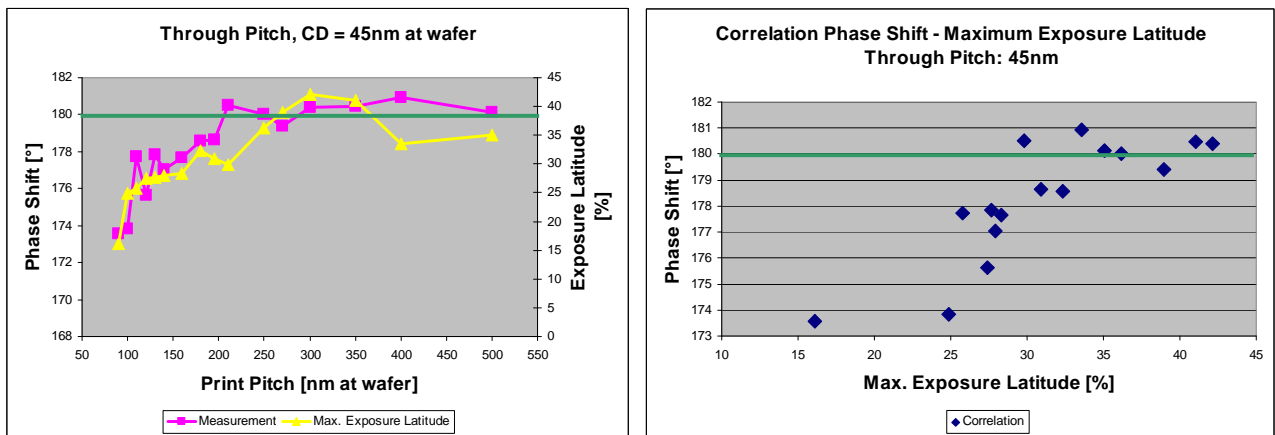 Through Pitch, CD = 45nm at wafer
Phase Shift [°]
182
180
178
176
174
172
170
168
45
40
35
30
25
20
15
10
5
0
Exposure Latitude
[%]
50 100 150 200 250 300 350 400 450 500 550
Print Pitch [nm at wafer]
Measurement Max. Exposure Latitude
Correlation Phase Shift - Maximum Exposure Latitude
Through Pitch: 45nm
Phase Shift [°]
182
181
180
179
178
177
176
175
174
173
10 15 20 25 30 35 40 45
Max. Exposure Latitude [%]
Correlation